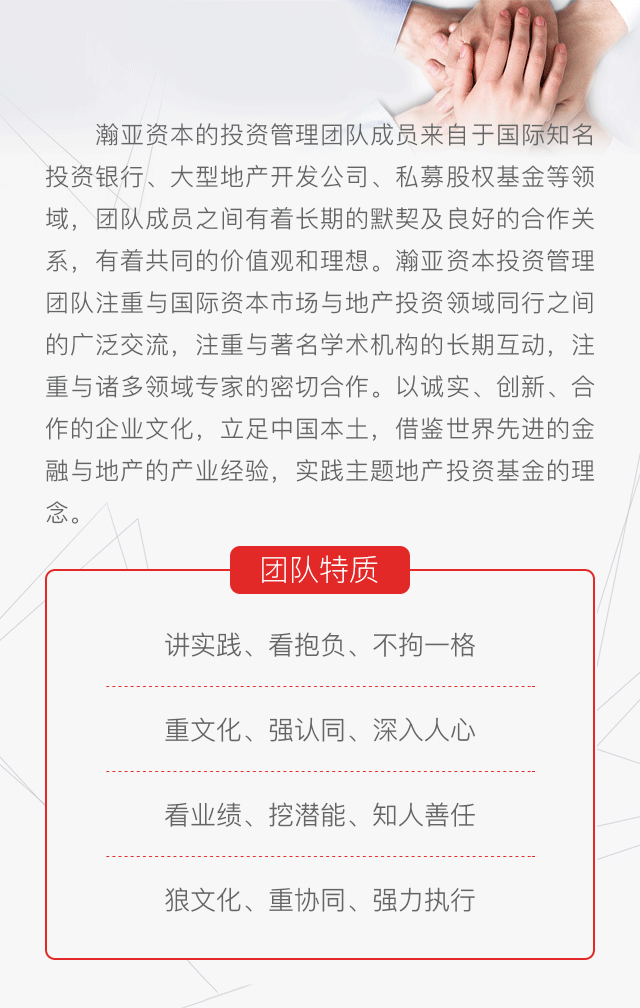 瀚亚资本的投资管理团队成员来自于国际知名
投资银行、大型地产开发公司、私募股权基金等领
域，团队成员之间有着长期的默契及良好的合作关
系，有着共同的价值观和理想。瀚亚资本投资管理
团队注重与国际资本市场与地产投资领域同行之间
的广泛交流，注重与著名学术机构的长期互动，注
重与诸多领域专家的密切合作。以诚实、创新、合
作的企业文化，立足中国本土，借鉴世界先进的金
融与地产的产业经验，实践主题地产投资基金的理
念。
团队特质
讲实践、看抱负、不拘一格
重文化、强认同、深入人心
看业绩、挖潜能、知人善任
狼文化、重协同、强力执行